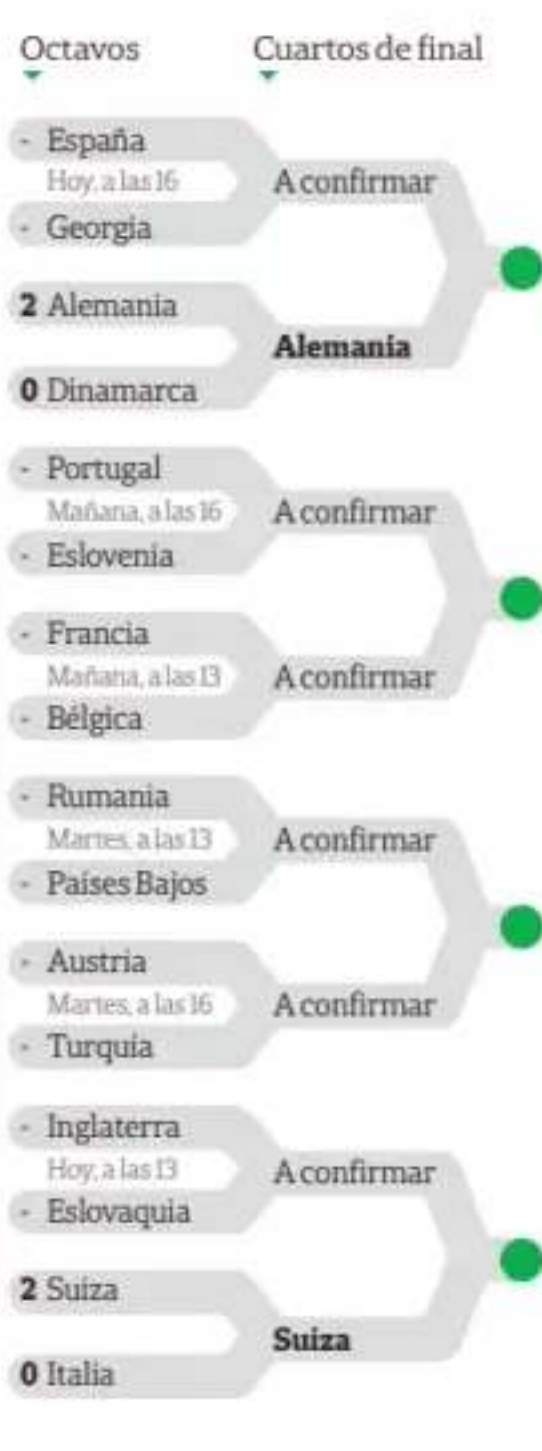 Octavos Cuartos de final
- España
Hoy, a las 16 A confirmar
- Georgia
2 Alemania
Alemania
0 Dinamarca
- Portugal
Mañana, a las 16 A confirmar
- Eslovenia
- Francia
Mañana, a las 13 A confirmar
- Bélgica
- Rumania
Martes, a las 13 A confirmar
- Países Bajos
- Austria
Martes, a las 16 A confirmar
- Turquía
- Inglaterra
Hoy, a las 13 A confirmar
- Eslovaquia
2 Suiza
Suiza
0 Italia